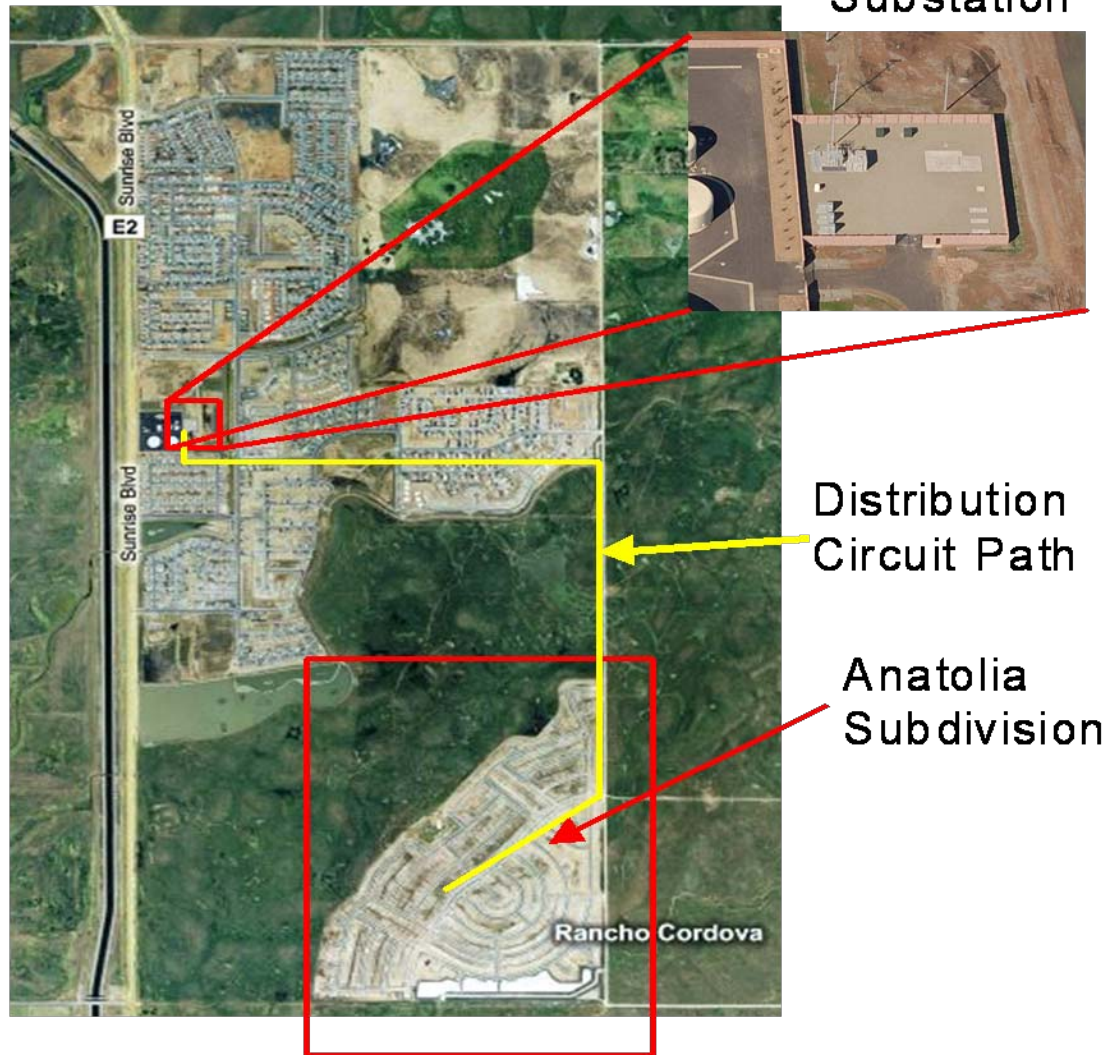 Substation
Sunrise Blvd
E2
Sunrise Blvd
Distribution
Circuit Path
Anatolia
Subdivision
Rancho Cordova